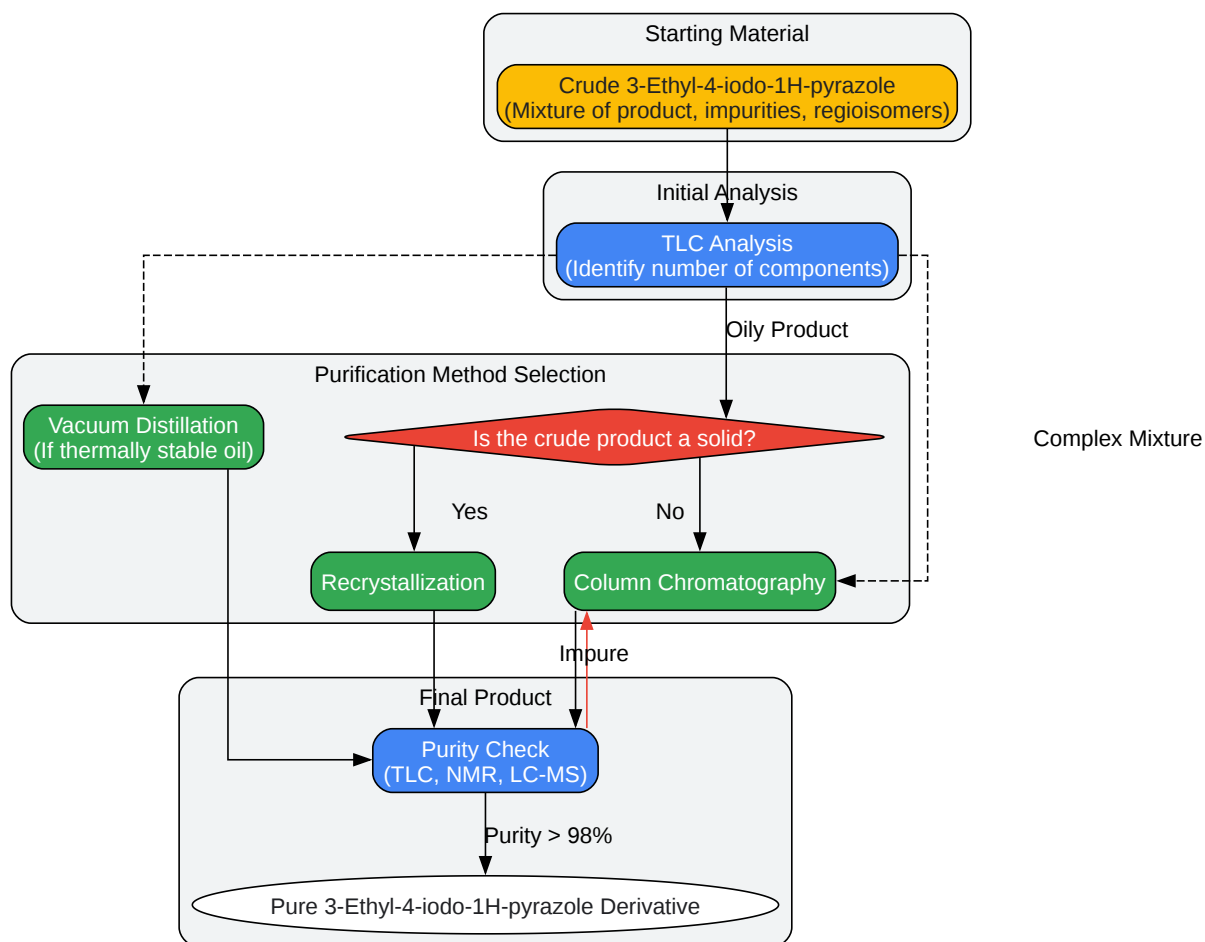 Starting Material
Crude 3-Ethyl-4-iodo-1H-pyrazole
(Mixture of product, impurities, regioisomers)
Initial Analysis
TLC Analysis
(Identify number of components)
Oily Product
Purification Method Selection
Vacuum Distillation
(If thermally stable oil)
Is the crude product a solid?
Complex Mixture
Yes
No
Recrystallization
Column Chromatography
Impure
Final Product
Purity Check
(TLC, NMR, LC-MS)
Purity > 98%
Pure 3-Ethyl-4-iodo-1H-pyrazole Derivative